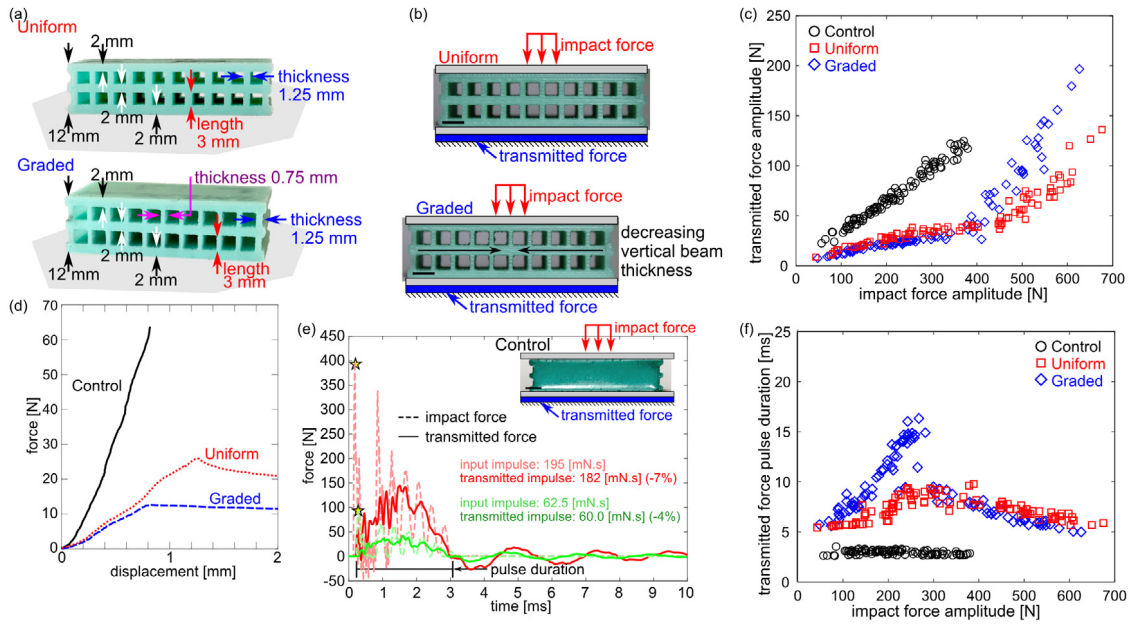 (a)
Uniform
2 mm
thickness
1.25 mm
length
3 mm
12 mm
2 mm
Graded
2 mm
thickness 0.75 mm
thickness
1.25 mm
12 mm
2 mm
length
3 mm
(b)
Uniform
impact force
transmitted force
impact force
Graded
decreasing
vertical beam
thickness
transmitted force
(c)
transmitted force amplitude [N]
250
200
150
100
50
0
Control
Uniform
Graded
0 100 200 300 400 500 600 700
impact force amplitude [N]
(d)
force [N]
70
60
50
40
30
20
10
0
Control
Uniform
Graded
0 1 2
displacement [mm]
(e)
force [N]
450
400
350
300
250
200
150
100
50
0
-50
impact force
Control
transmitted force
impact force
transmitted force
input impulse: 195 [mN.s]
transmitted impulse: 182 [mN.s] (-7%)
input impulse: 62.5 [mN.s]
transmitted impulse: 60.0 [mN.s] (-4%)
pulse duration
0 1 2 3 4 5 6 7 8 9 10
time [ms]
(f)
transmitted force pulse duration [ms]
25
20
15
10
5
0
Control
Uniform
Graded
0 100 200 300 400 500 600 700
impact force amplitude [N]